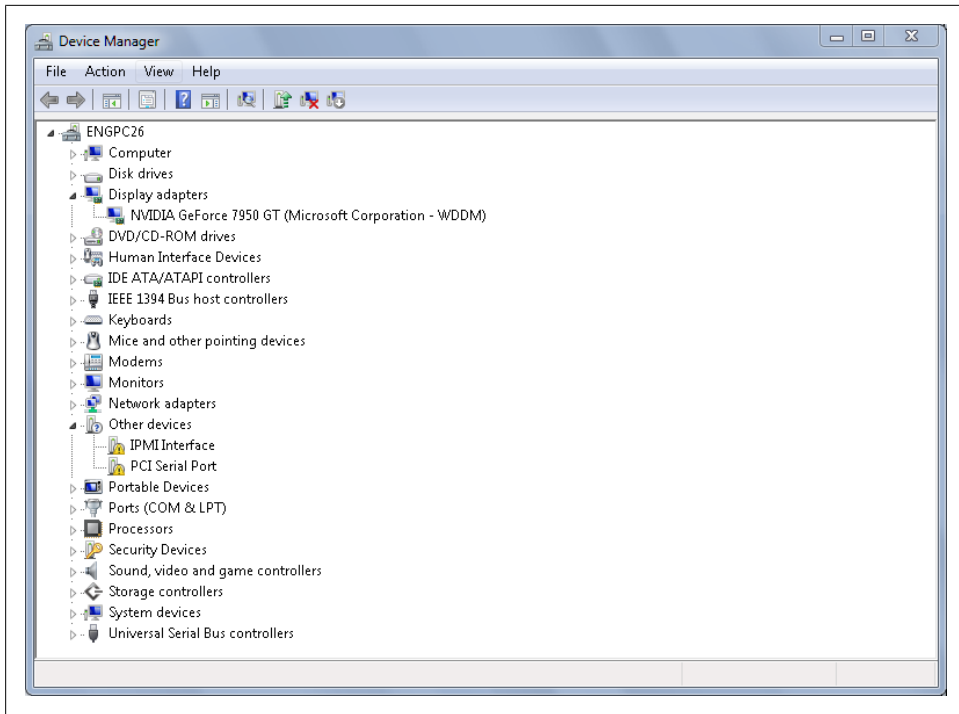 Device Manager
File Action View Help
ENGPC26
Computer
Disk drives
Display adapters
NVIDIA GeForce 7950 GT (Microsoft Corporation - WDDM)
DVD/CD-ROM drives
Human Interface Devices
IDE ATA/ATAPI controllers
IEEE 1394 Bus host controllers
Keyboards
Mice and other pointing devices
Modems
Monitors
Network adapters
Other devices
IPMI Interface
PCI Serial Port
Portable Devices
Ports (COM & LPT)
Processors
Security Devices
Sound, video and game controllers
Storage controllers
System devices
Universal Serial Bus controllers